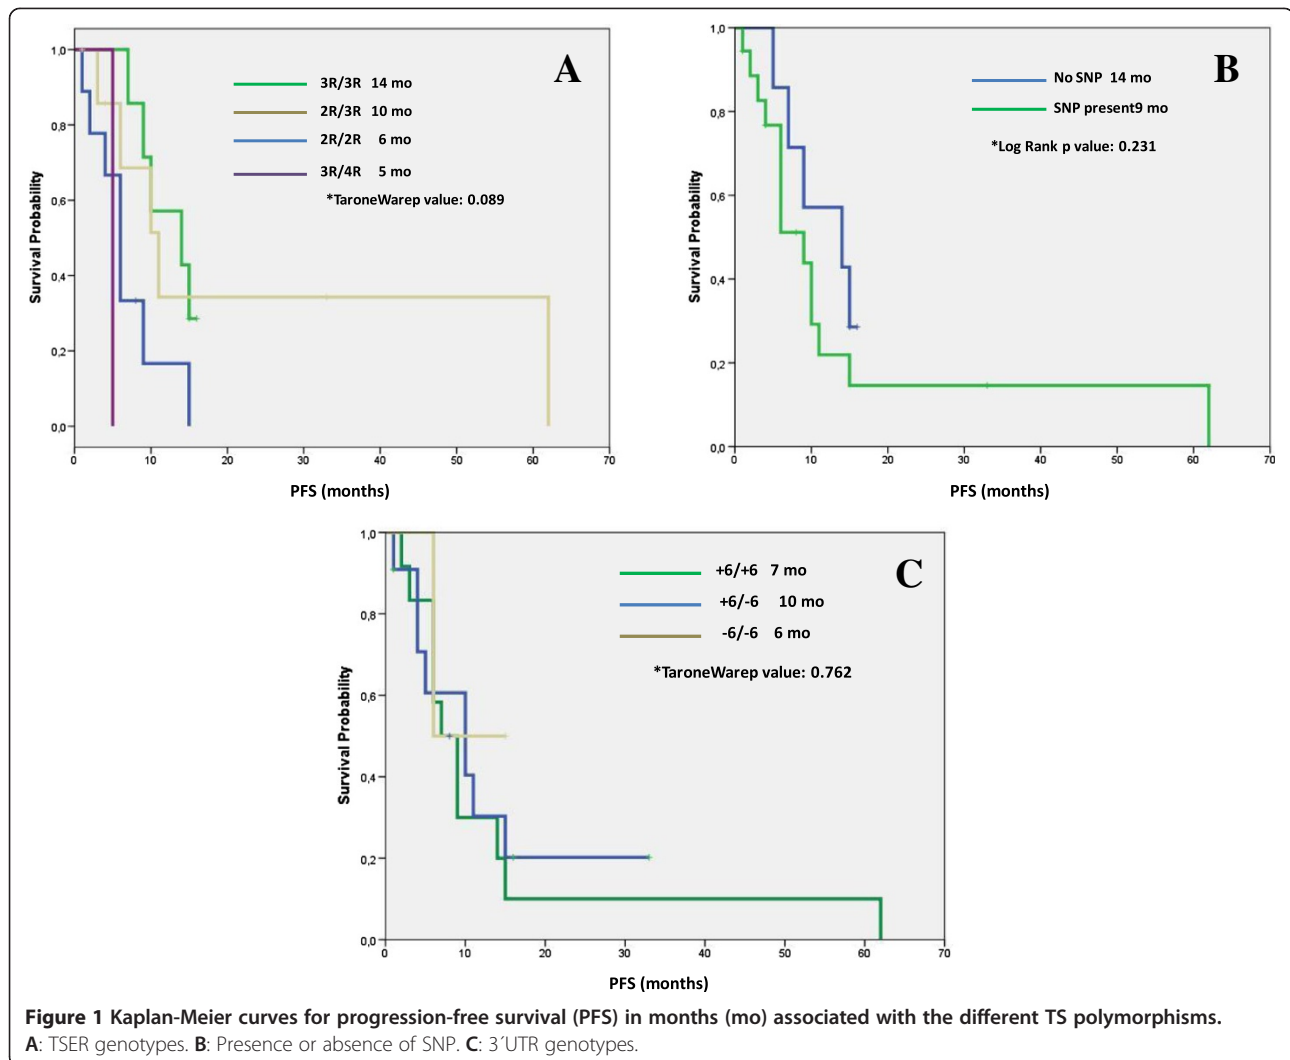 A
3R/3R 14 mo
2R/3R 10 mo
2R/2R 6 mo
3R/4R 5 mo
*TaroneWarep value: 0.089
Survival Probability
1,0
0,8
0,6
0,4
0,2
0,0
0 10 20 30 40 50 60 70
PFS (months)
B
No SNP 14 mo
SNP present9 mo
*Log Rank p value: 0.231
Survival Probability
1,0
0,8
0,6
0,4
0,2
0,0
0 10 20 30 40 50 60 70
PFS (months)
C
+6/+6 7 mo
+6/-6 10 mo
-6/-6 6 mo
*TaroneWarep value: 0.762
Survival Probability
1,0
0,8
0,6
0,4
0,2
0,0
0 10 20 30 40 50 60 70
PFS (months)
Figure 1 Kaplan-Meier curves for progression-free survival (PFS) in months (mo) associated with the different TS polymorphisms.
A: TSER genotypes. B: Presence or absence of SNP. C: 3´UTR genotypes.